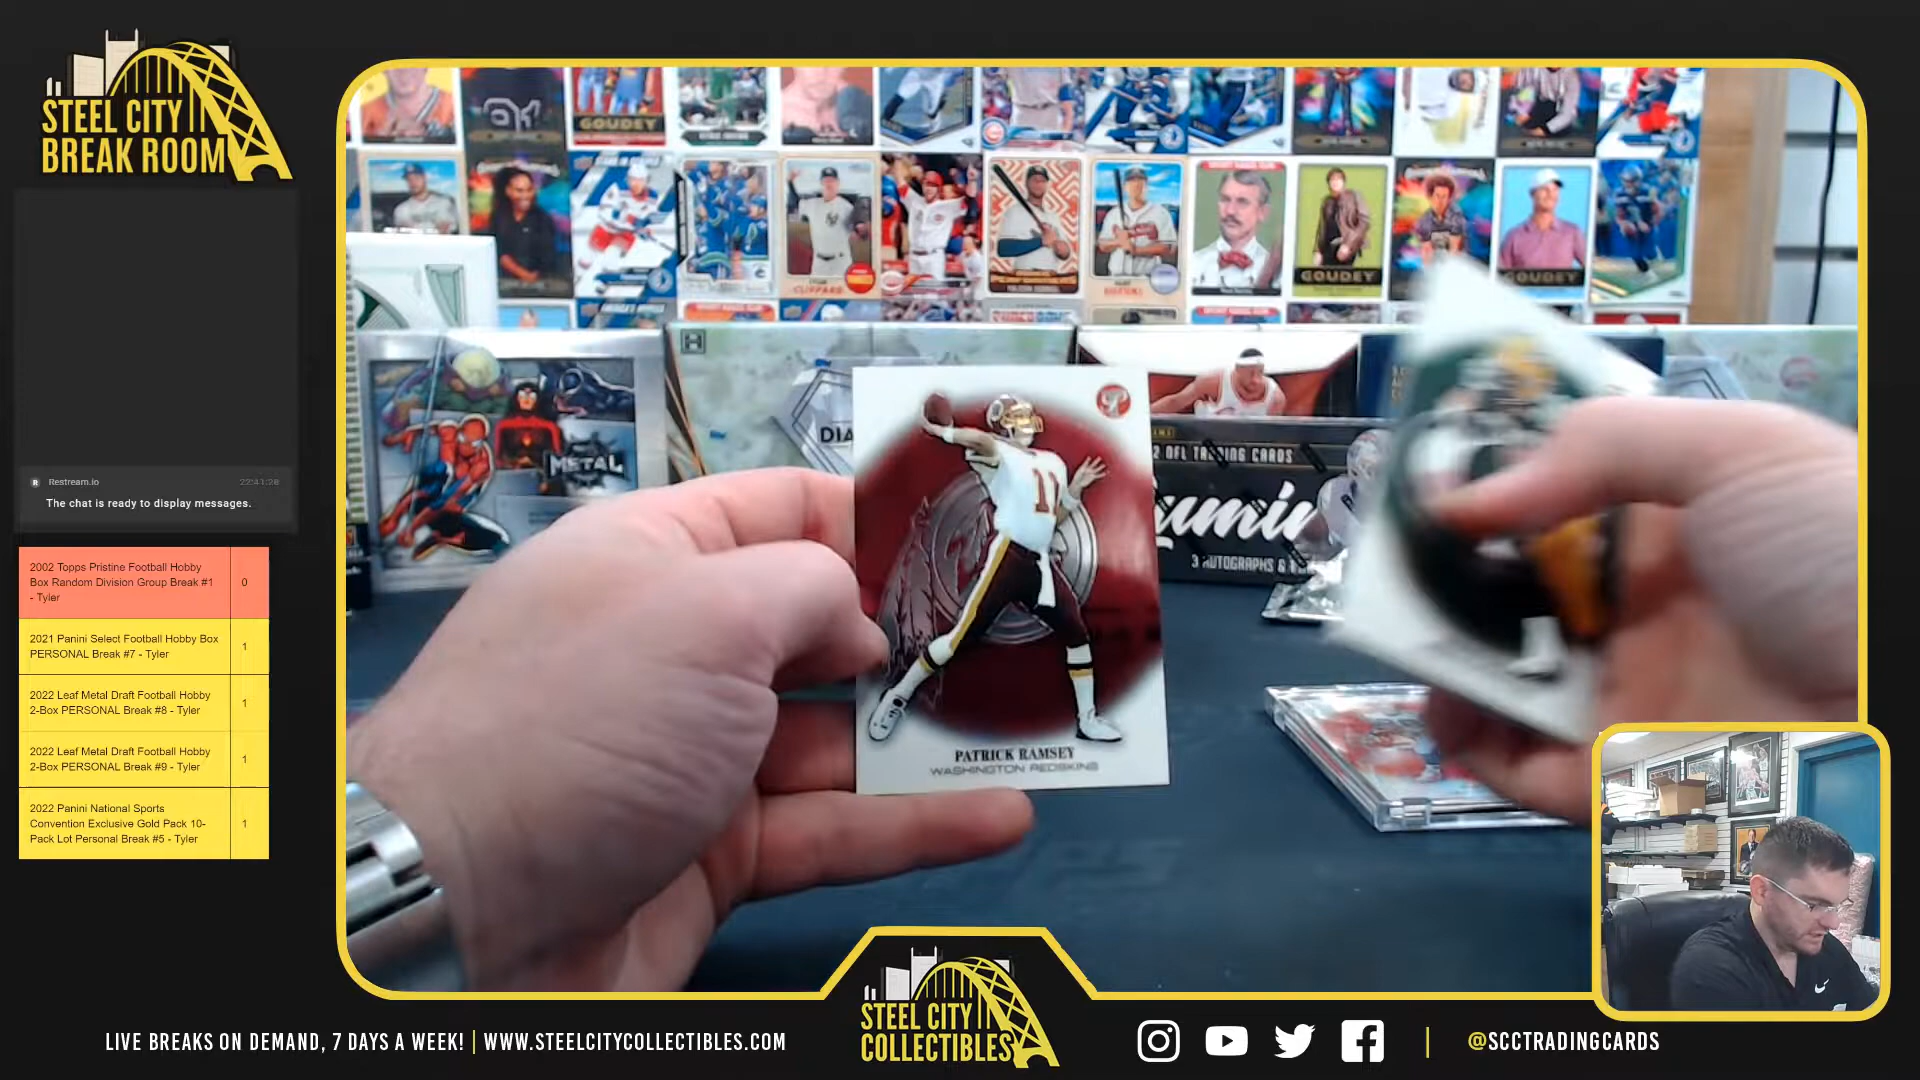 STEEL CITY
BREAK ROOM
Restream.io
22:41:28
The chat is ready to display messages.
2002 Topps Pristine Football Hobby
Box Random Division Group Break #1
- Tyler
0
2021 Panini Select Football Hobby Box
PERSONAL Break #7 - Tyler
1
2022 Leaf Metal Draft Football Hobby
2-Box PERSONAL Break #8 - Tyler
1
2022 Leaf Metal Draft Football Hobby
2-Box PERSONAL Break #9 - Tyler
1
2022 Panini National Sports
Convention Exclusive Gold Pack 10-
Pack Lot Personal Break #5 - Tyler
1
GOUDEY
GOUDEY
GOUDEY
METAL
DIA
TRADING CARDS
3 AUTOGRAPHS &
11
PATRICK RAMSEY
WASHINGTON REDSKINS
LIVE BREAKS ON DEMAND, 7 DAYS A WEEK! | WWW.STEELCITYCOLLECTIBLES.COM
STEEL CITY
COLLECTIBLES
@SCCTRADINGCARDS